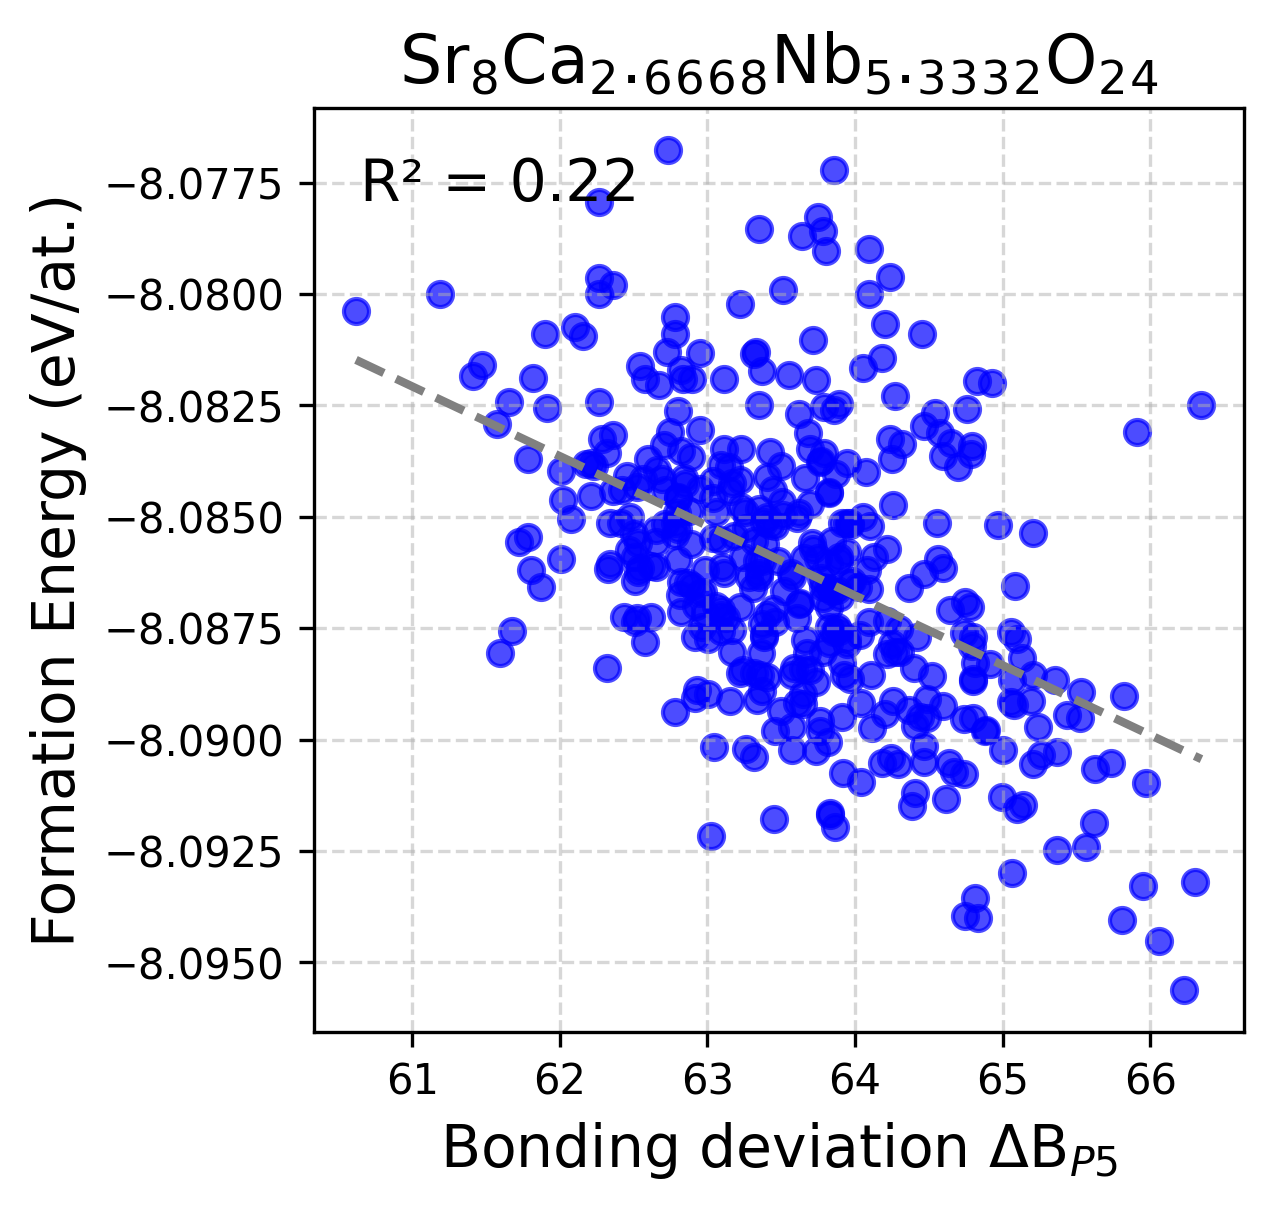 Sr₈Ca₂.₆₆₆₈Nb₅.₃₃₃₂O₂₄
R² = 0.22
Formation Energy (eV/at.)
−8.0775
−8.0800
−8.0825
−8.0850
−8.0875
−8.0900
−8.0925
−8.0950
61 62 63 64 65 66
Bonding deviation ΔB_P5